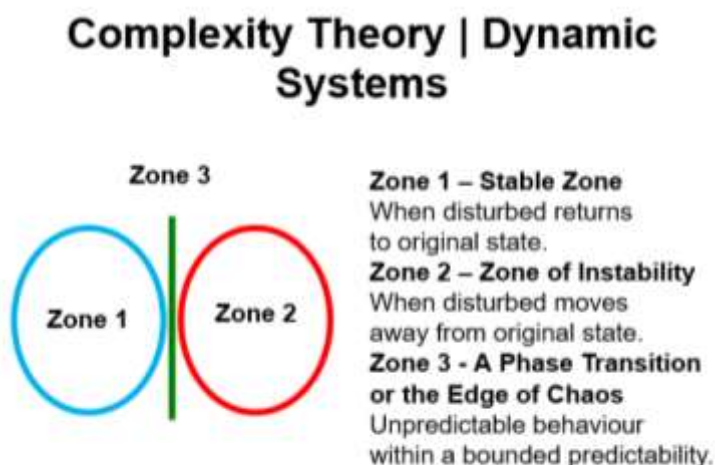 Complexity Theory | Dynamic
Systems
Zone 3
Zone 1
Zone 2
Zone 1 – Stable Zone
When disturbed returns
to original state.
Zone 2 – Zone of Instability
When disturbed moves
away from original state.
Zone 3 - A Phase Transition
or the Edge of Chaos
Unpredictable behaviour
within a bounded predictability.